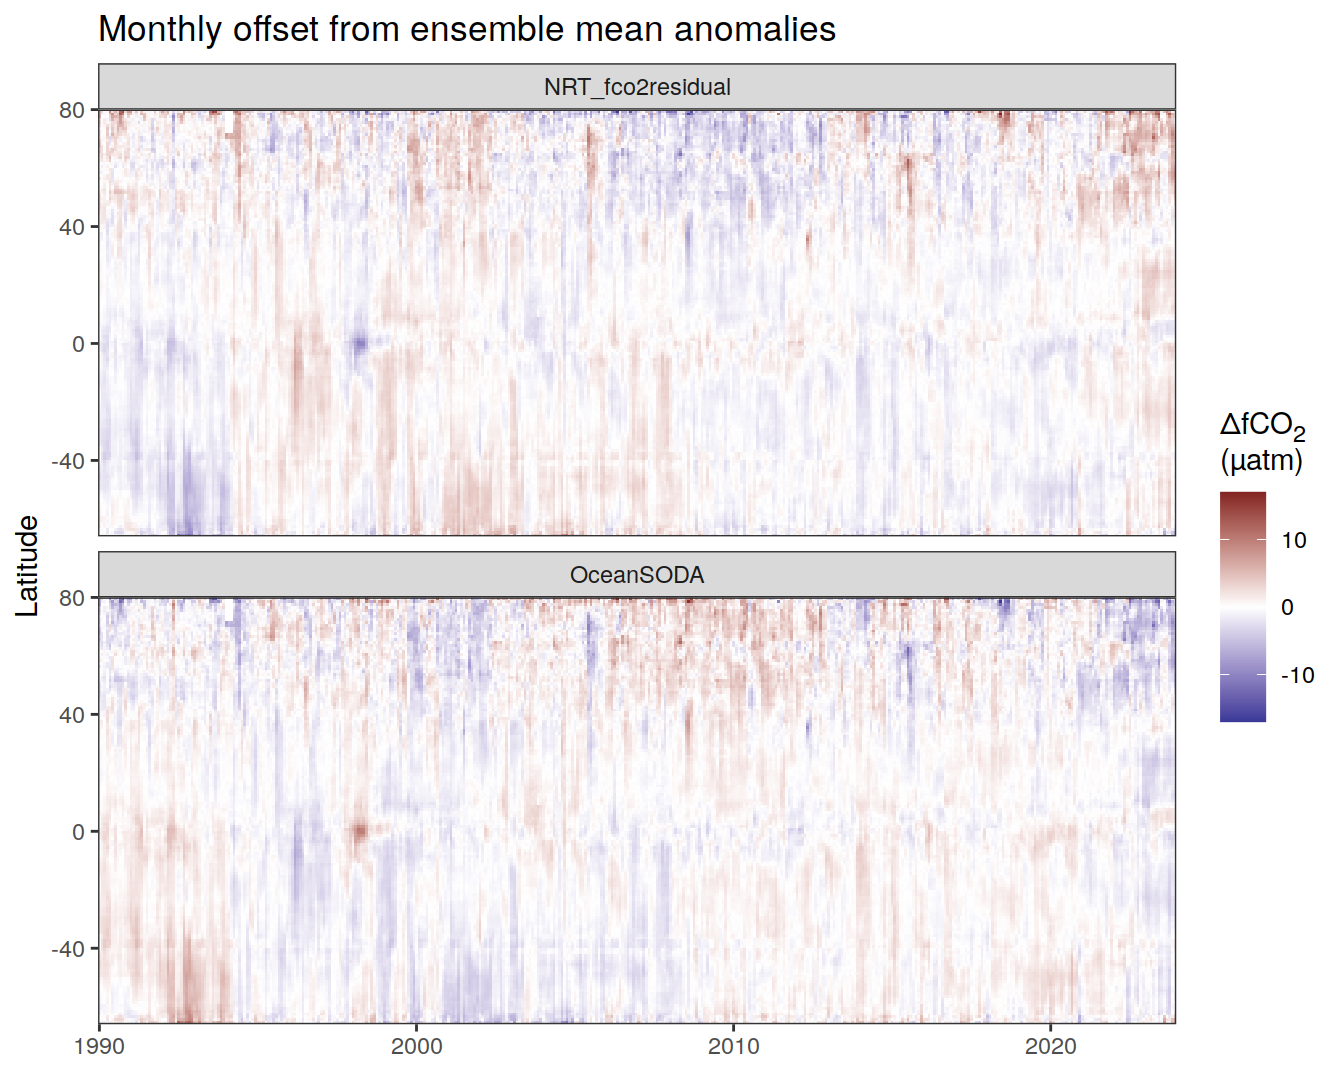 Monthly offset from ensemble mean anomalies
NRT_fco2residual
80
40
0
-40
OceanSODA
80
40
0
-40
Latitude
1990
2000
2010
2020
ΔfCO₂
(µatm)
10
0
-10